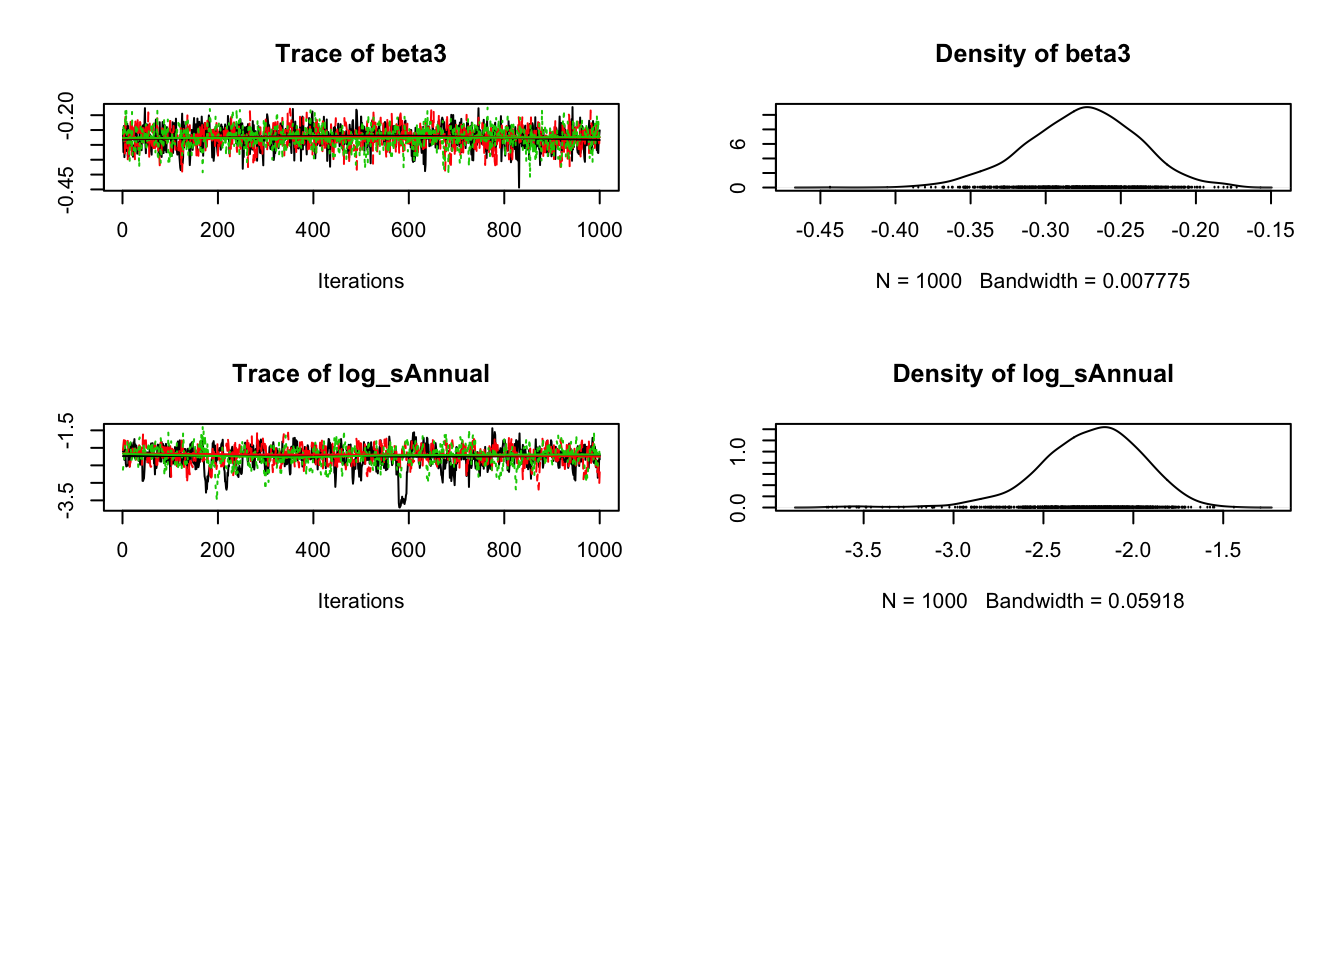 Trace of beta3
-0.20
-0.45
0 200 400 600 800 1000
Iterations
Density of beta3
6
0
-0.45 -0.40 -0.35 -0.30 -0.25 -0.20 -0.15
N = 1000 Bandwidth = 0.007775
Trace of log_sAnnual
-1.5
-3.5
0 200 400 600 800 1000
Iterations
Density of log_sAnnual
1.0
0.0
-3.5 -3.0 -2.5 -2.0 -1.5
N = 1000 Bandwidth = 0.05918